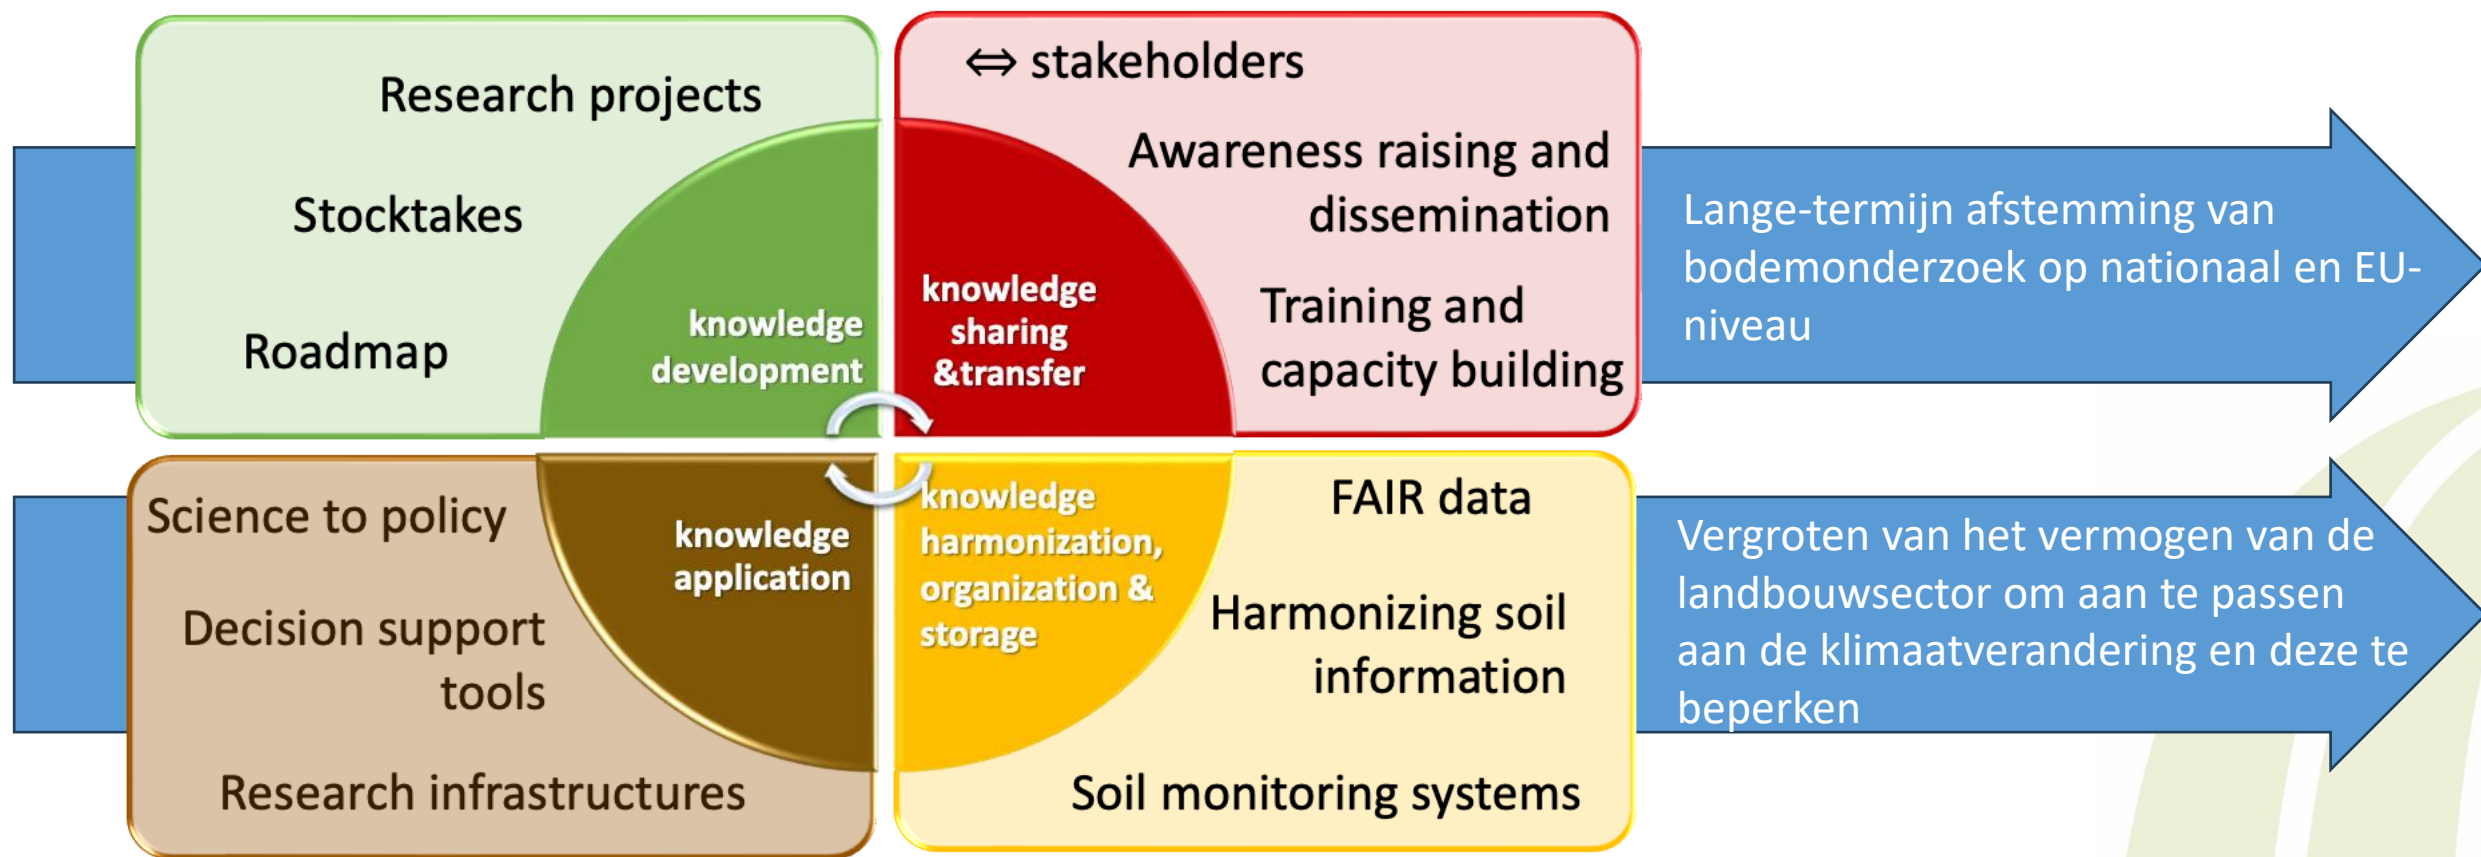 Research projects
Stocktakes
Roadmap
knowledge
development
⇔ stakeholders
Awareness raising and
dissemination
Training and
capacity building
knowledge
sharing
&transfer
Lange-termijn afstemming van
bodemonderzoek op nationaal en EU-
niveau
Science to policy
Decision support
tools
Research infrastructures
knowledge
application
knowledge
harmonization,
organization &
storage
FAIR data
Harmonizing soil
information
Soil monitoring systems
Vergroten van het vermogen van de
landbouwsector om aan te passen
aan de klimaatverandering en deze te
beperken